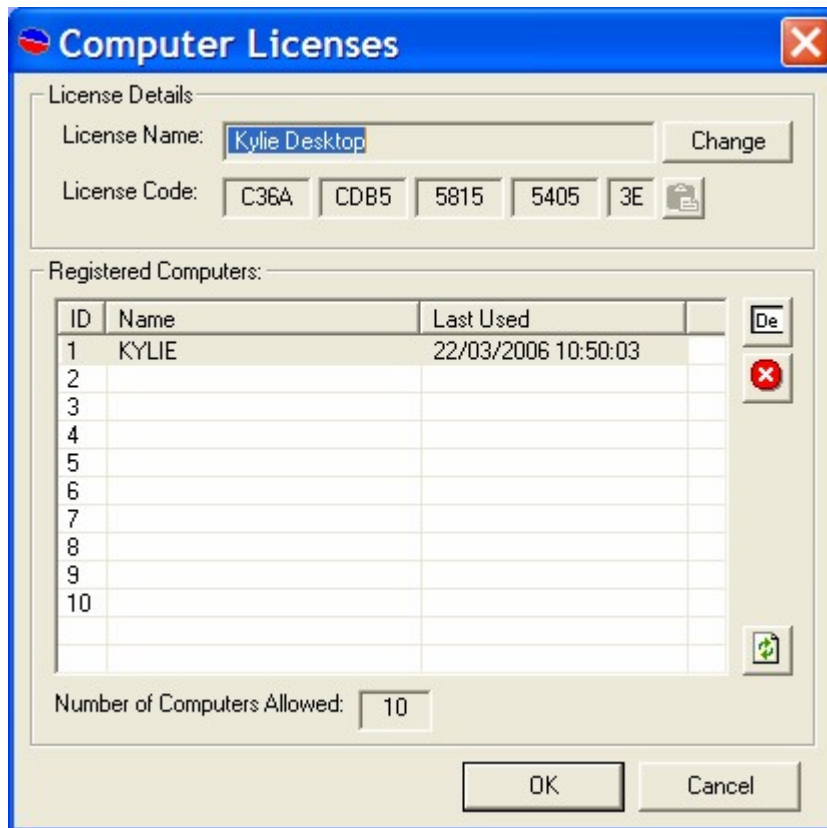 Computer Licenses
License Details
License Name: Kylie Desktop Change
License Code: C36A CDB5 5815 5405 3E
Registered Computers:
ID Name Last Used
De
1 KYLIE 22/03/2006 10:50:03
2
3
4
5
6
7
8
9
10
Number of Computers Allowed: 10
OK Cancel